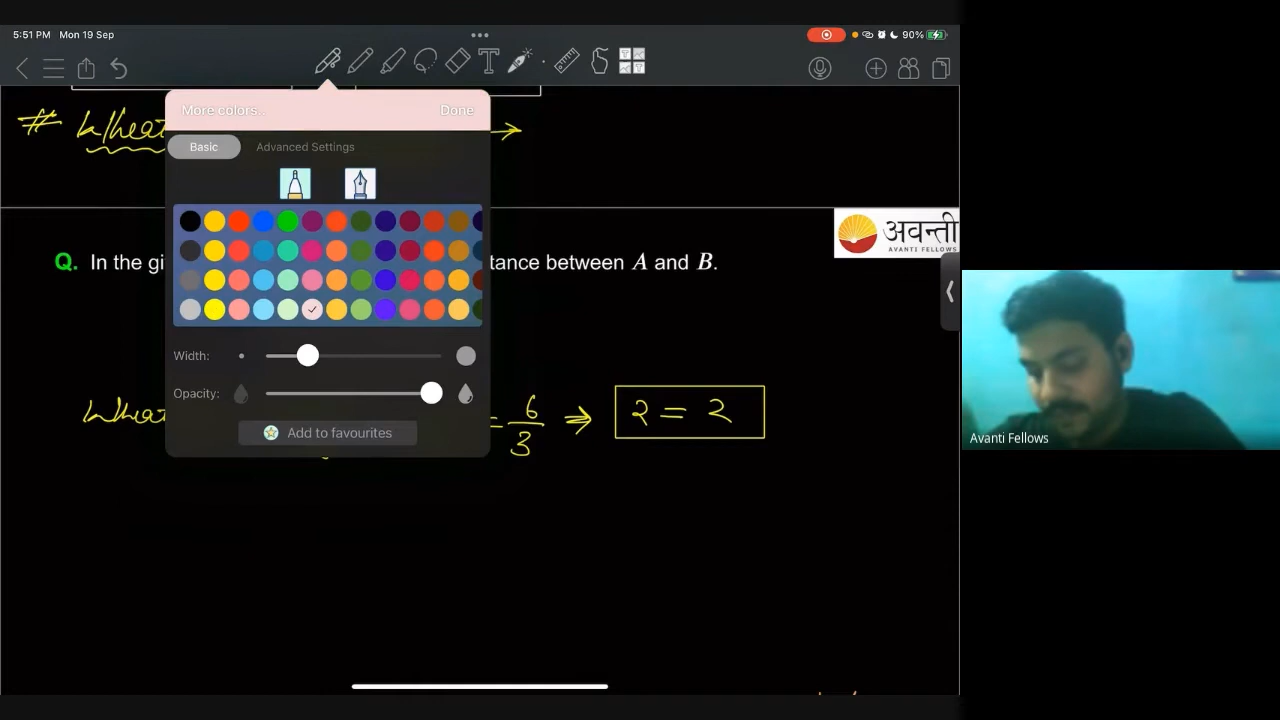 5:51 PM Mon 19 Sep
90%
More colors...
Done
# Wheat
Basic
Advanced Settings
अवन्ती
AVANTI FELLOWS
Q. In the gi tance between A and B.
Width:
Opacity:
Wheat = 6/3 ⇒ 2 = 2
Add to favourites
Avanti Fellows